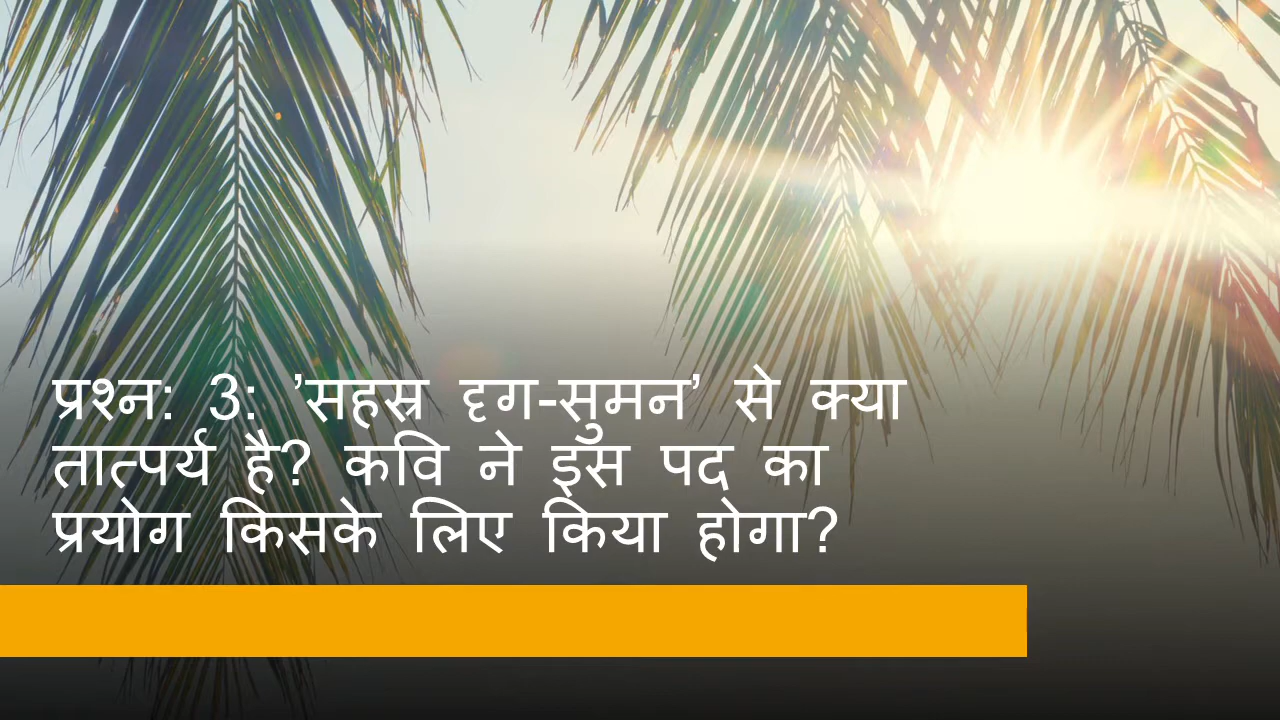 प्रश्न: 3: ’सहस्र दृग-सुमन’ से क्या
तात्पर्य है? कवि ने इस पद का
प्रयोग किसके लिए किया होगा?